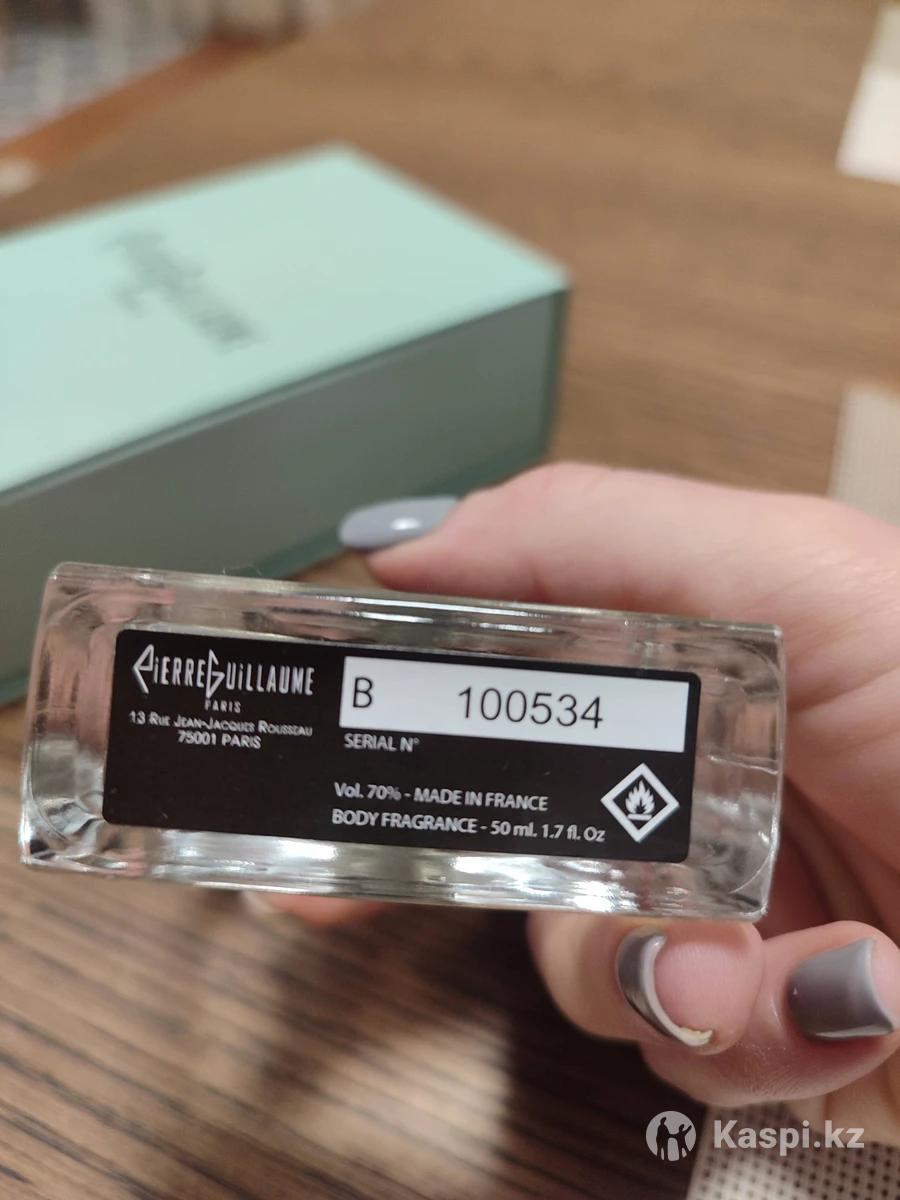 PiERREGUiLLAUME
PARIS
13 RUE JEAN-JACQUES ROUSSEAU
75001 PARIS
B 100534
SERIAL N°
Vol. 70% - MADE IN FRANCE
BODY FRAGRANCE - 50 ml. 1.7 fl. Oz
Kaspi.kz